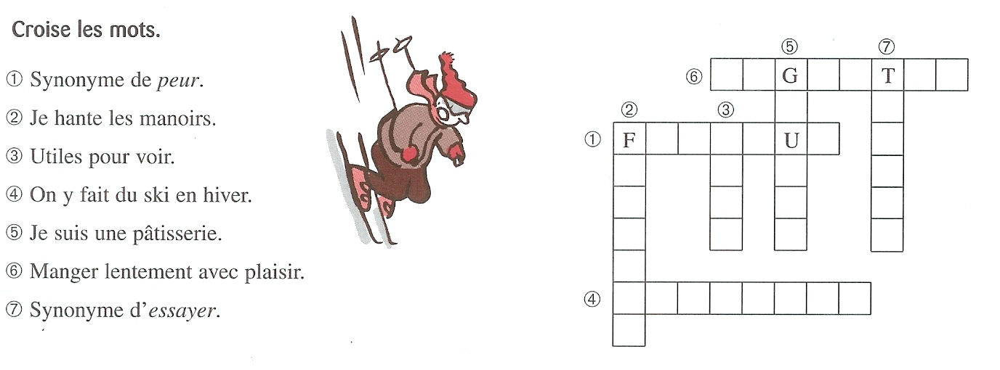 Croise les mots.
① Synonyme de peur.
② Je hante les manoirs.
③ Utiles pour voir.
④ On y fait du ski en hiver.
⑤ Je suis une pâtisserie.
⑥ Manger lentement avec plaisir.
⑦ Synonyme d'essayer.
⑤ ⑦
⑥ G T
② ③
① F U
④